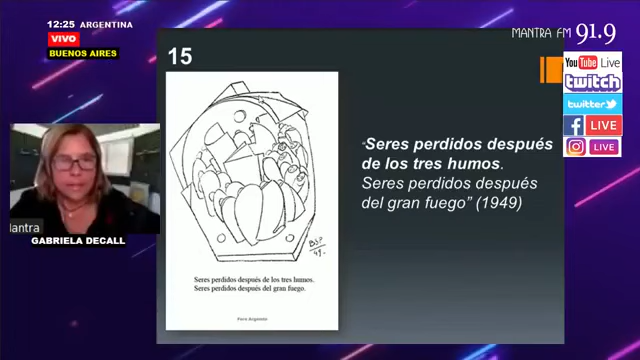 12:25 ARGENTINA
VIVO
BUENOS AIRES
MANTRA FM 91.9
YouTube Live
twitch
twitter
LIVE
LIVE
15
"Seres perdidos después
de los tres humos.
Seres perdidos después
del gran fuego" (1949)
BSP
49-
Seres perdidos después de los tres humos.
Seres perdidos después del gran fuego.
Mantra
GABRIELA DECALL